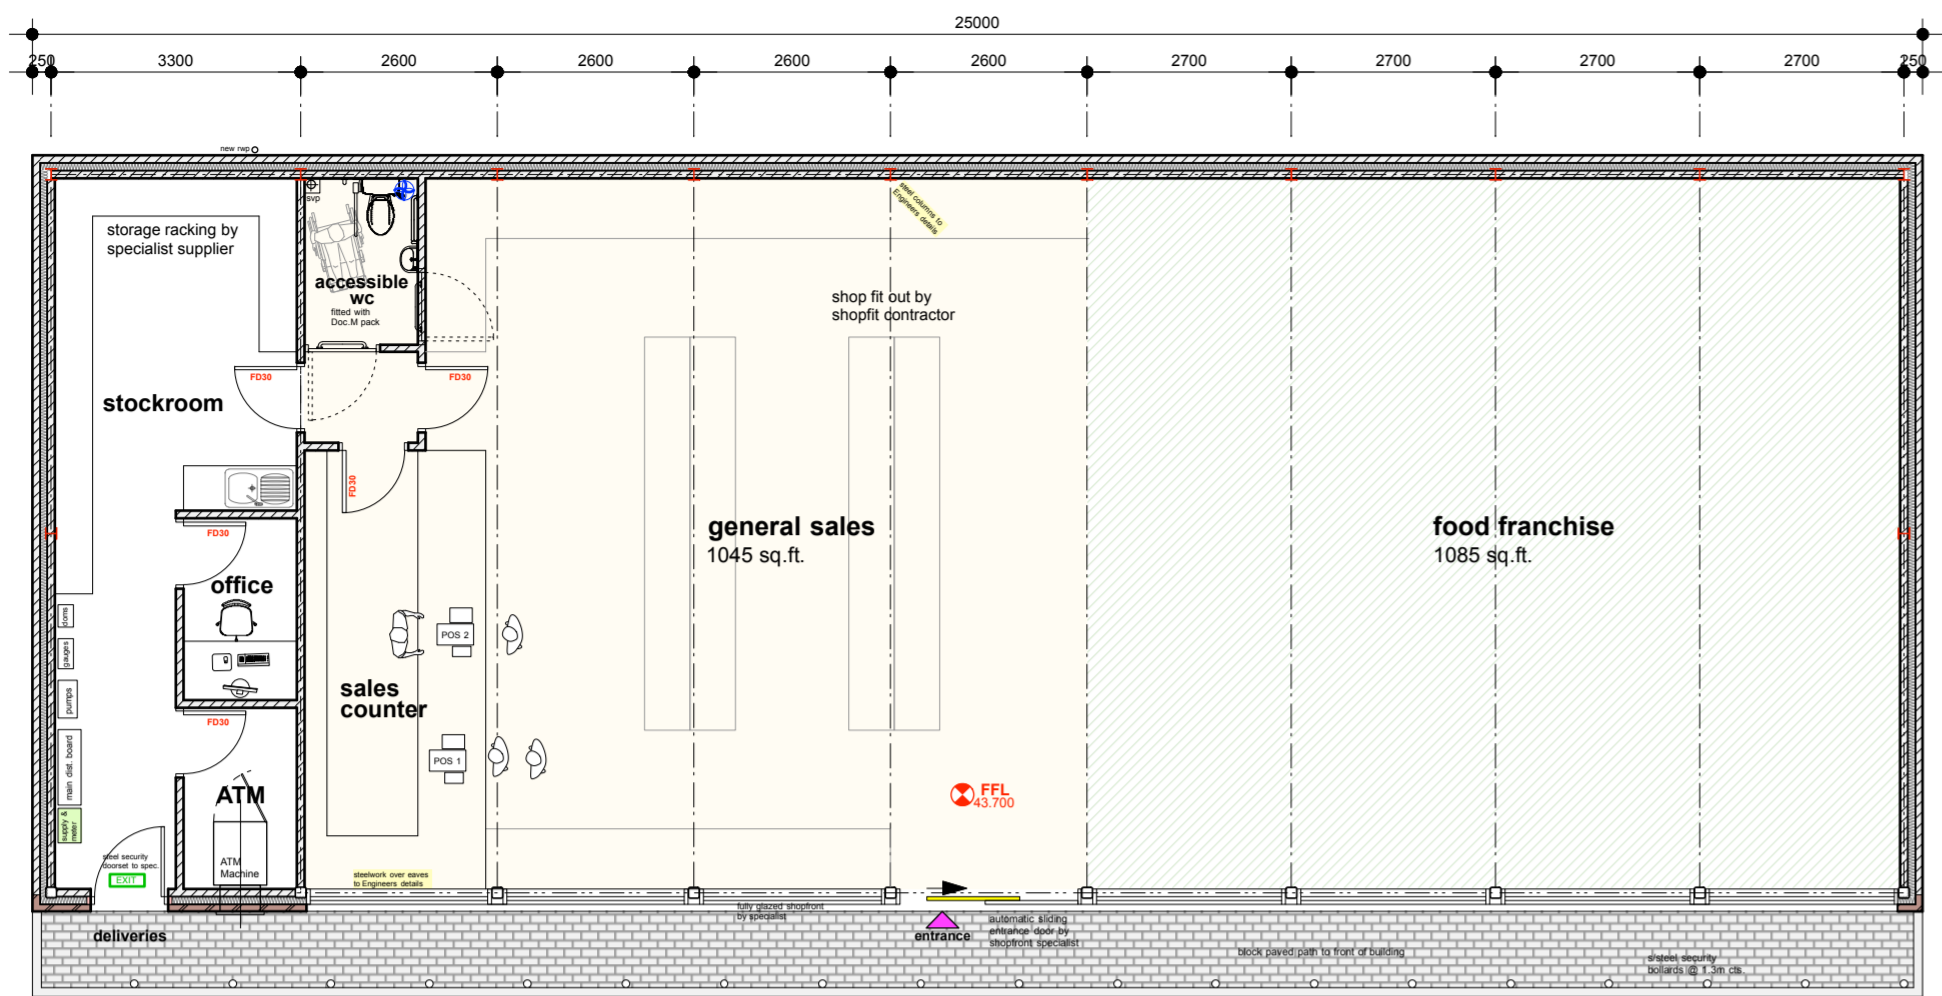 25000
250
3300
2600
2600
2600
2600
2700
2700
2700
2700
250
new rwp
svp
storage racking by
specialist supplier
accessible
wc
fitted with
Doc.M pack
steel columns to
Engineers details
shop fit out by
shopfit contractor
FD30
FD30
stockroom
FD30
FD30
general sales
1045 sq.ft.
food franchise
1085 sq.ft.
office
doms
gauges
pumps
main dist. board
supply &
meter
POS 2
sales
counter
FD30
POS 1
ATM
FFL
43.700
ATM
Machine
steel security
doorset to spec.
EXIT
steelwork over eaves
to Engineers details
fully glazed shopfront
by specialist
deliveries
entrance
automatic sliding
entrance door by
shopfront specialist
block paved path to front of building
s/steel security
bollards @ 1.3m cts.